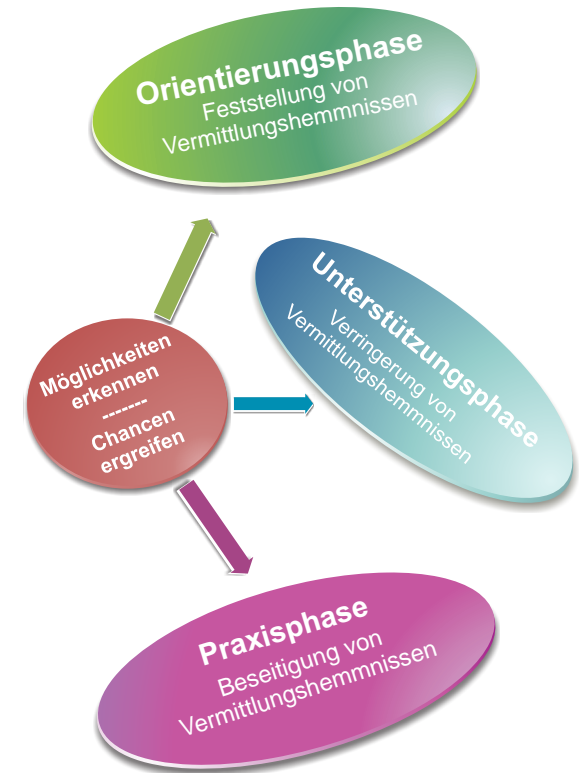 Orientierungsphase
Feststellung von
Vermittlungshemmnissen
Unterstützungsphase
Verringerung von
Vermittlungshemmnissen
Möglichkeiten
erkennen
-------
Chancen
ergreifen
Praxisphase
Beseitigung von
Vermittlungshemmnissen